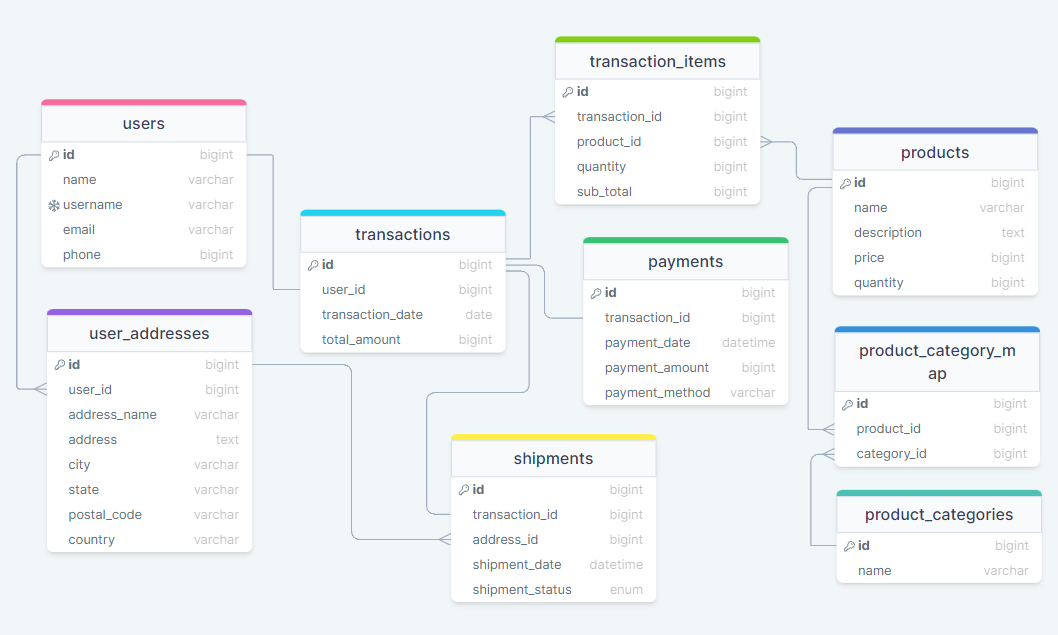 users
id bigint
name varchar
username varchar
email varchar
phone bigint
user_addresses
id bigint
user_id bigint
address_name varchar
address text
city varchar
state varchar
postal_code varchar
country varchar
transactions
id bigint
user_id bigint
transaction_date date
total_amount bigint
transaction_items
id bigint
transaction_id bigint
product_id bigint
quantity bigint
sub_total bigint
payments
id bigint
transaction_id bigint
payment_date datetime
payment_amount bigint
payment_method varchar
shipments
id bigint
transaction_id bigint
address_id bigint
shipment_date datetime
shipment_status enum
products
id bigint
name varchar
description text
price bigint
quantity bigint
product_category_m
ap
id bigint
product_id bigint
category_id bigint
product_categories
id bigint
name varchar